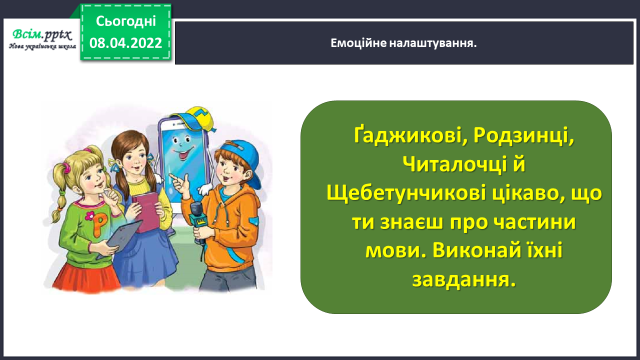 Всім.pptx
Нова українська школа
Сьогодні
08.04.2022
Емоційне налаштування.
Ґаджикові, Родзинці,
Читалочці й
Щебетунчикові цікаво, що
ти знаєш про частини
мови. Виконай їхні
завдання.
Р